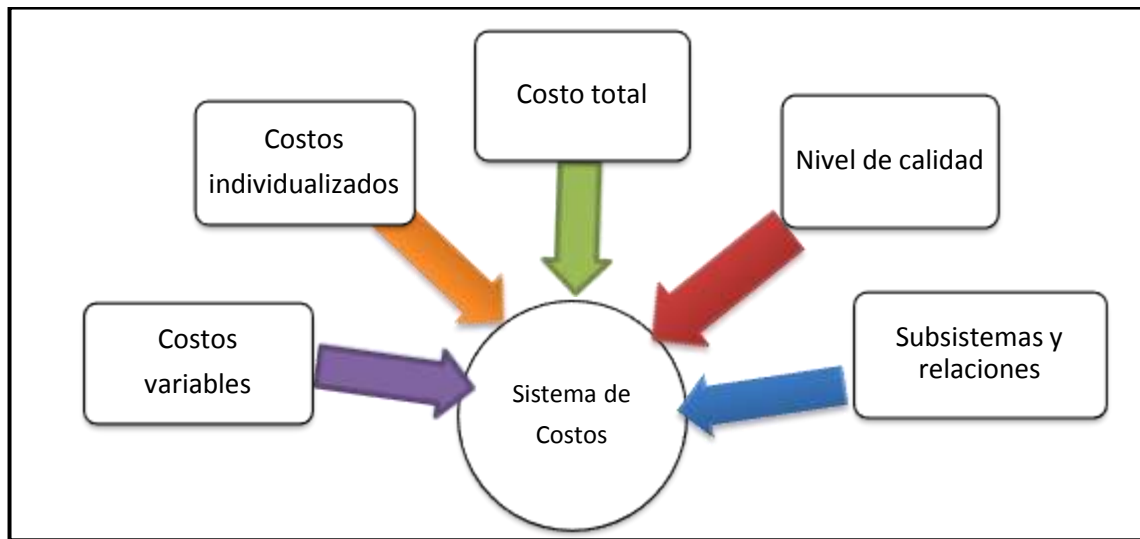 Costo total
Costos
individualizados
Nivel de calidad
Costos
variables
Subsistemas y
relaciones
Sistema de
Costos